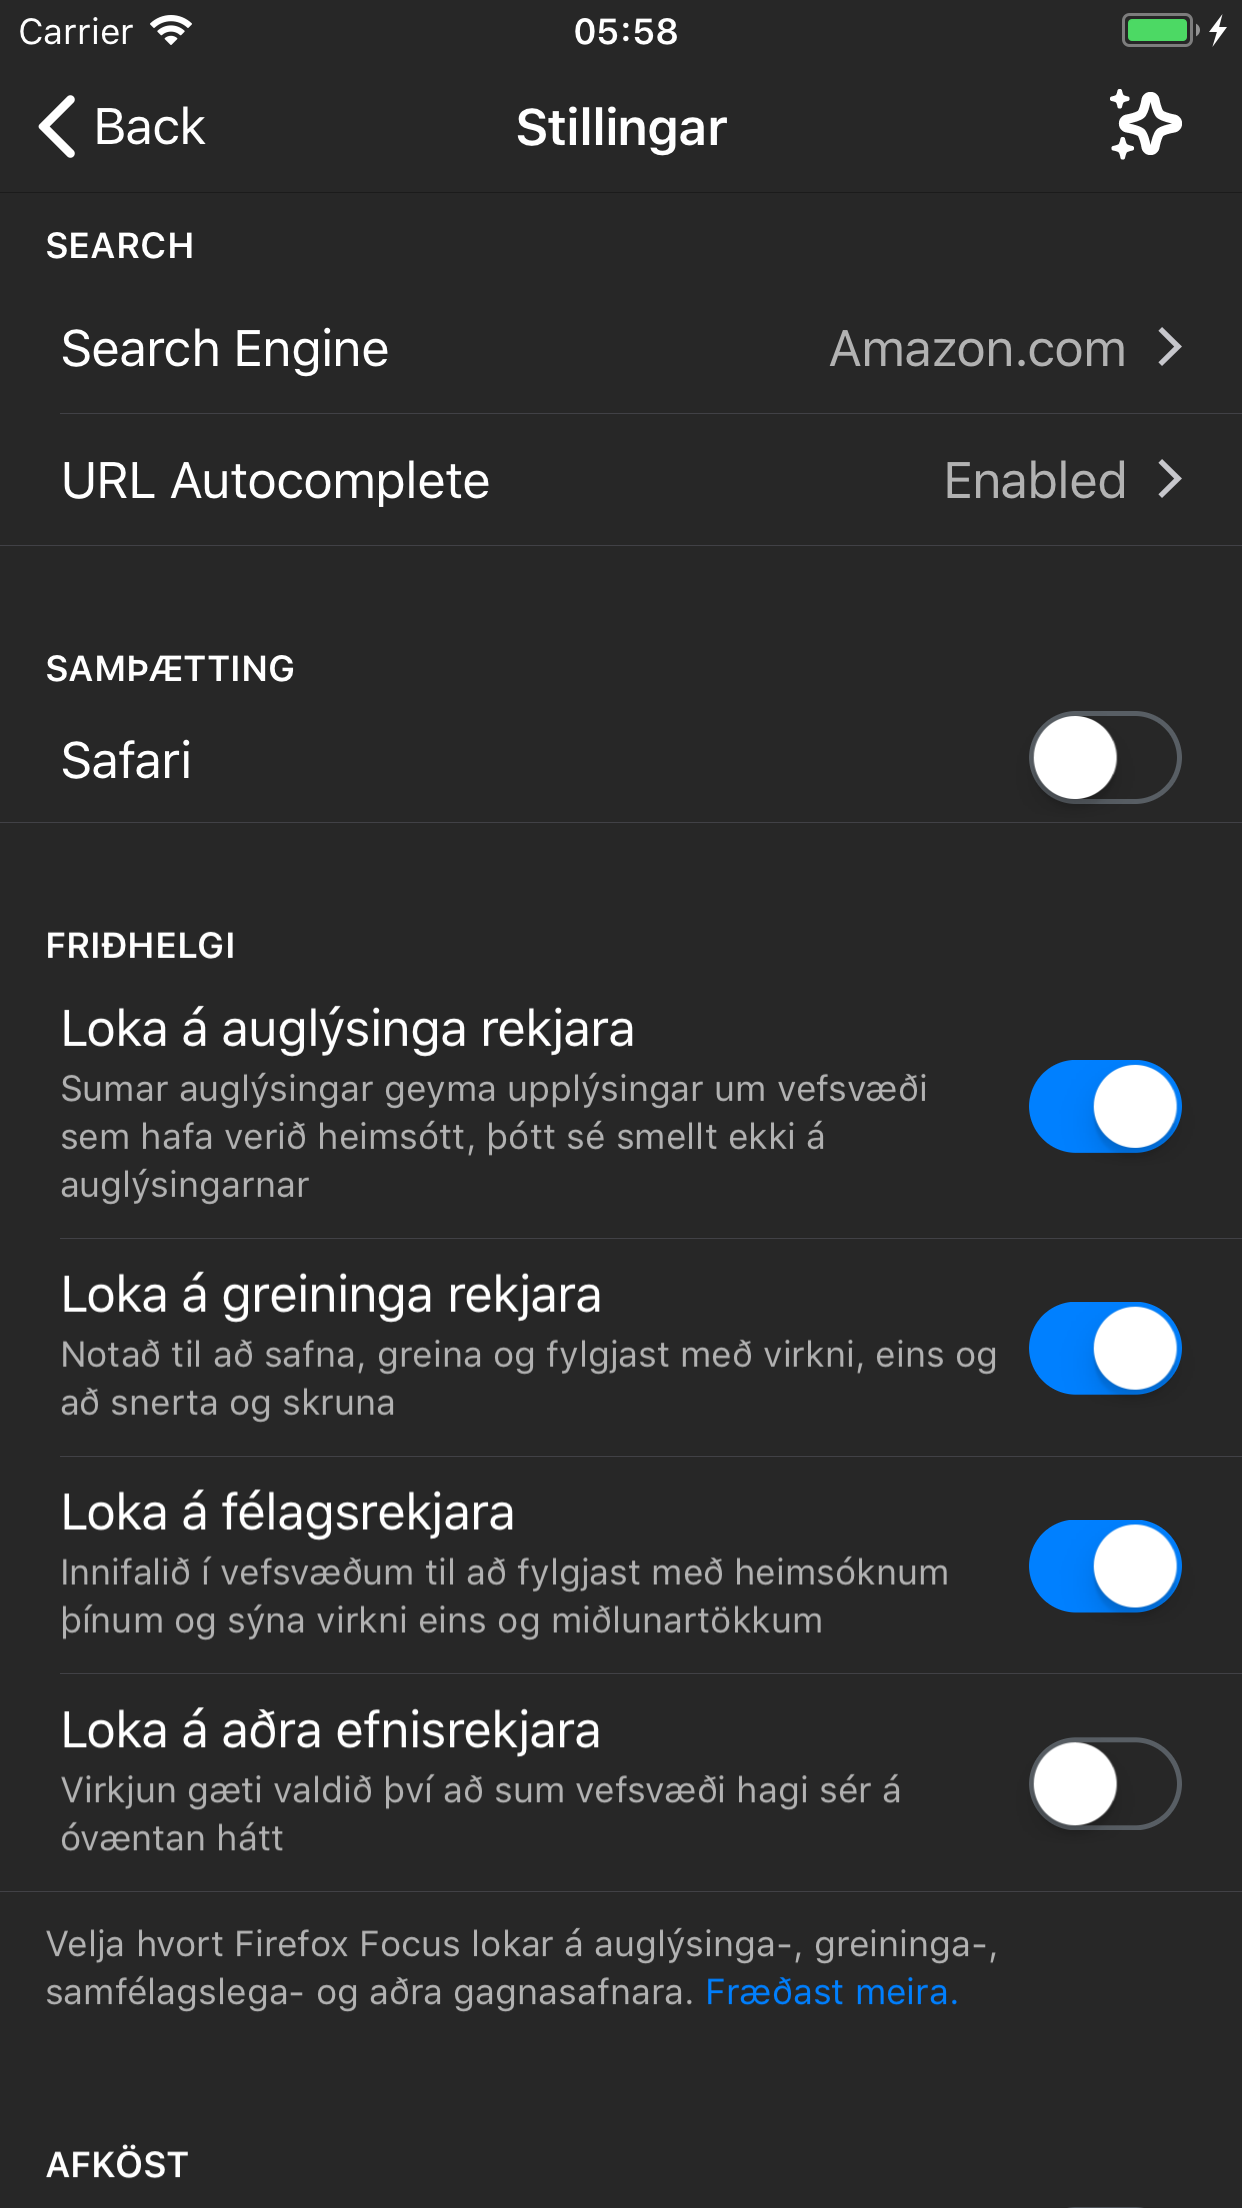 Carrier 05:58
Back Stillingar
SEARCH
Search Engine Amazon.com
URL Autocomplete Enabled
SAMÞÆTTING
Safari
FRIÐHELGI
Loka á auglýsinga rekjara
Sumar auglýsingar geyma upplýsingar um vefsvæði
sem hafa verið heimsótt, þótt sé smellt ekki á
auglýsingarnar
Loka á greininga rekjara
Notað til að safna, greina og fylgjast með virkni, eins og
að snerta og skruna
Loka á félagsrekjara
Innifalið í vefsvæðum til að fylgjast með heimsóknum
þínum og sýna virkni eins og miðlunartökkum
Loka á aðra efnisrekjara
Virkjun gæti valdið því að sum vefsvæði hagi sér á
óvæntan hátt
Velja hvort Firefox Focus lokar á auglýsinga-, greininga-,
samfélagslega- og aðra gagnasafnara. Fræðast meira.
AFKÖST